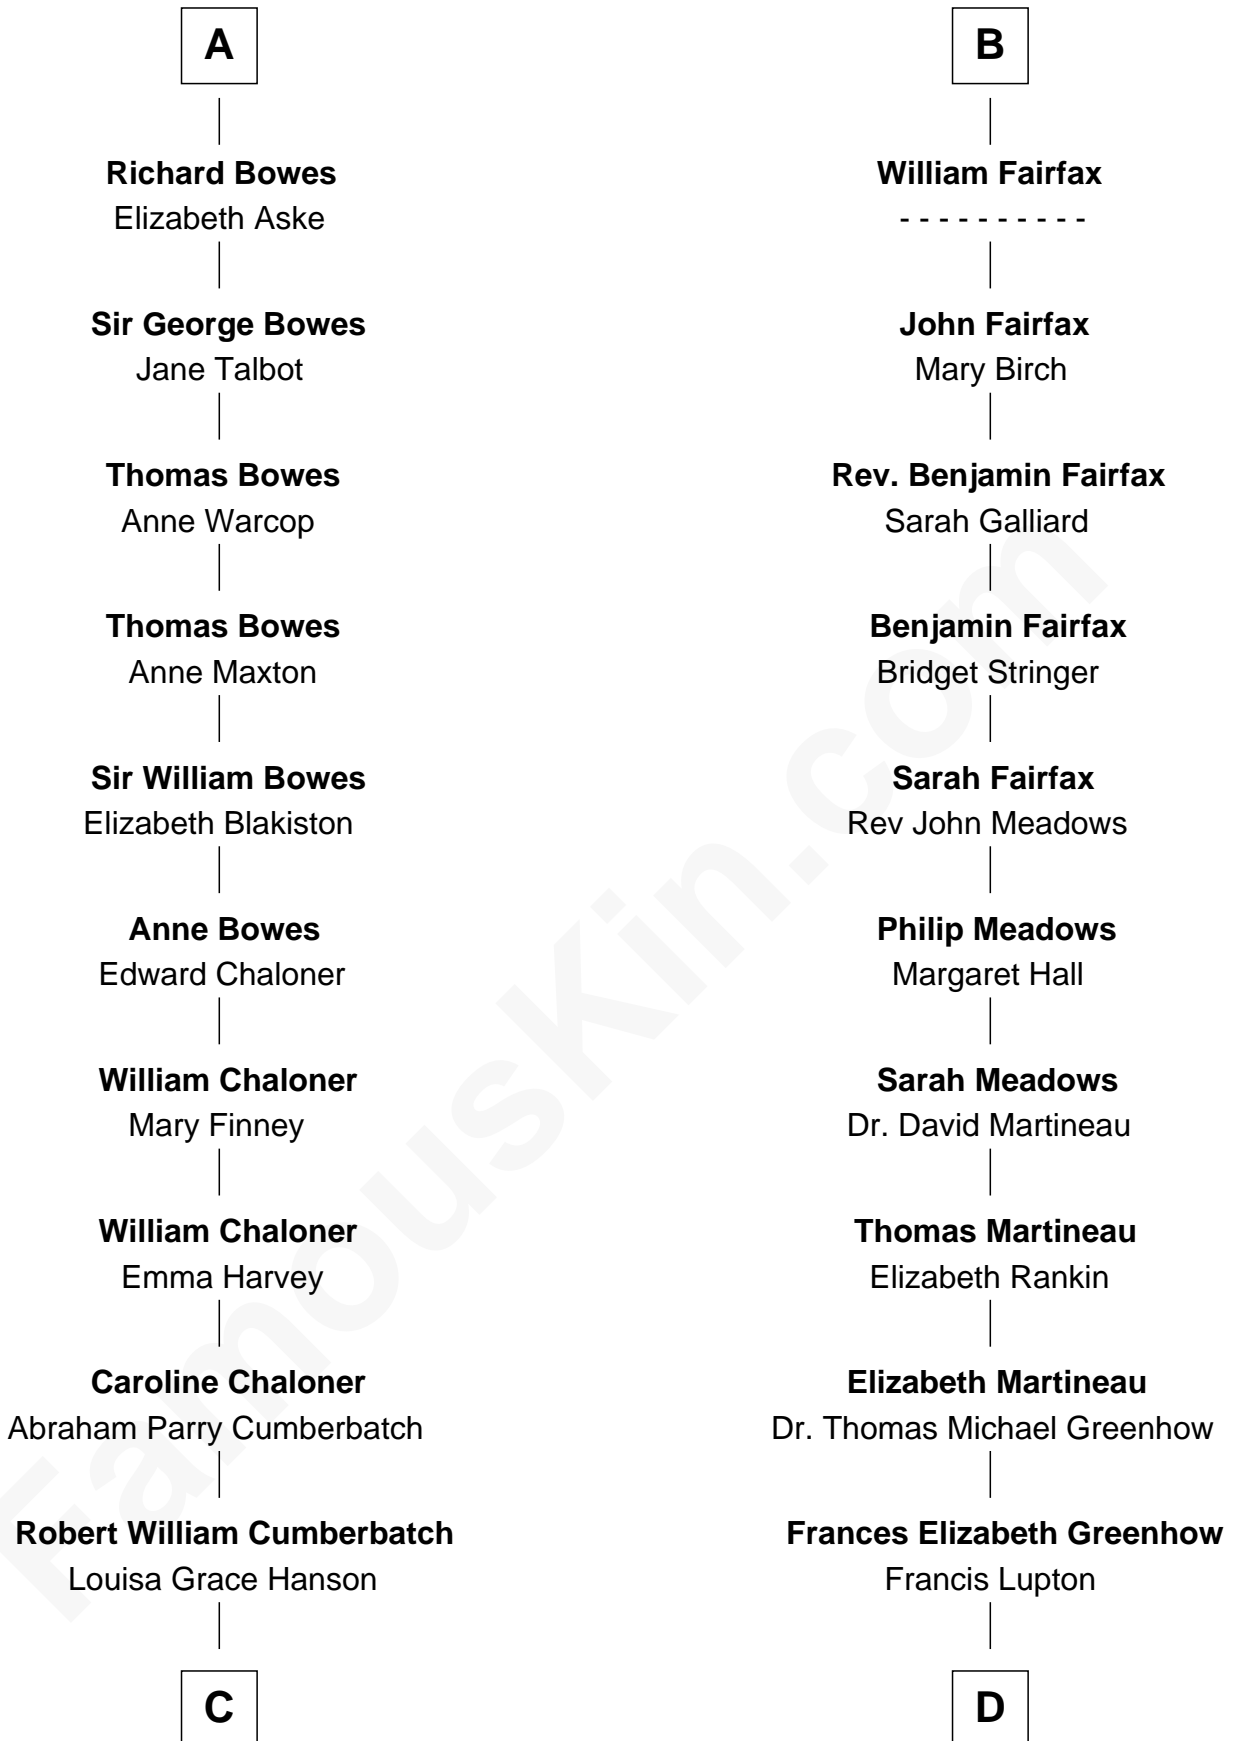 A
Richard Bowes
Elizabeth Aske
Sir George Bowes
Jane Talbot
Thomas Bowes
Anne Warcop
Thomas Bowes
Anne Maxton
Sir William Bowes
Elizabeth Blakiston
Anne Bowes
Edward Chaloner
William Chaloner
Mary Finney
William Chaloner
Emma Harvey
Caroline Chaloner
Abraham Parry Cumberbatch
Robert William Cumberbatch
Louisa Grace Hanson
C
B
William Fairfax
- - - - - - - - - -
John Fairfax
Mary Birch
Rev. Benjamin Fairfax
Sarah Galliard
Benjamin Fairfax
Bridget Stringer
Sarah Fairfax
Rev John Meadows
Philip Meadows
Margaret Hall
Sarah Meadows
Dr. David Martineau
Thomas Martineau
Elizabeth Rankin
Elizabeth Martineau
Dr. Thomas Michael Greenhow
Frances Elizabeth Greenhow
Francis Lupton
D
FamousKin.com